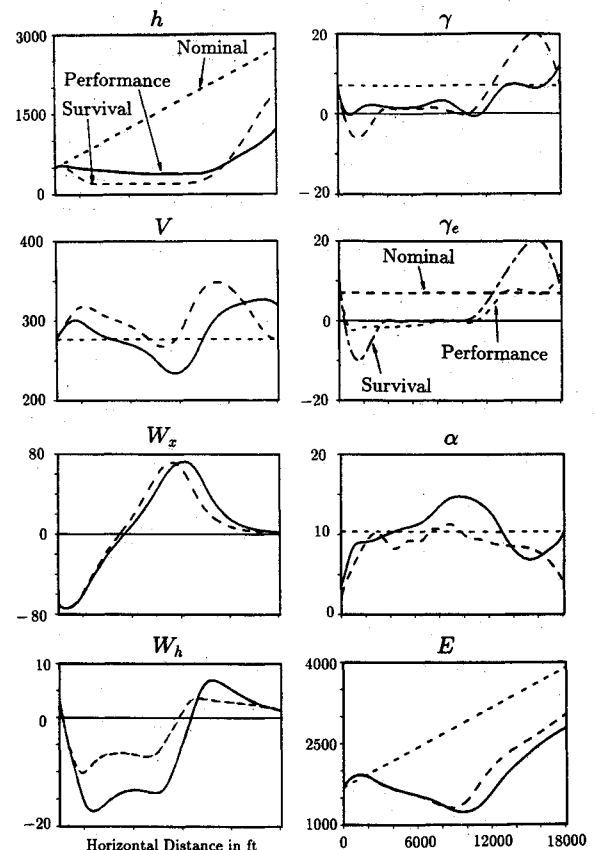 h
3000
1500
0
Nominal
Performance
Survival
γ
20
0
−20
V
400
300
200
γe
20
0
−20
Nominal
Performance
Survival
Wx
80
0
−80
α
20
10
0
Wh
10
0
−20
Horizontal Distance in ft
E
4000
2500
1000
0 6000 12000 18000